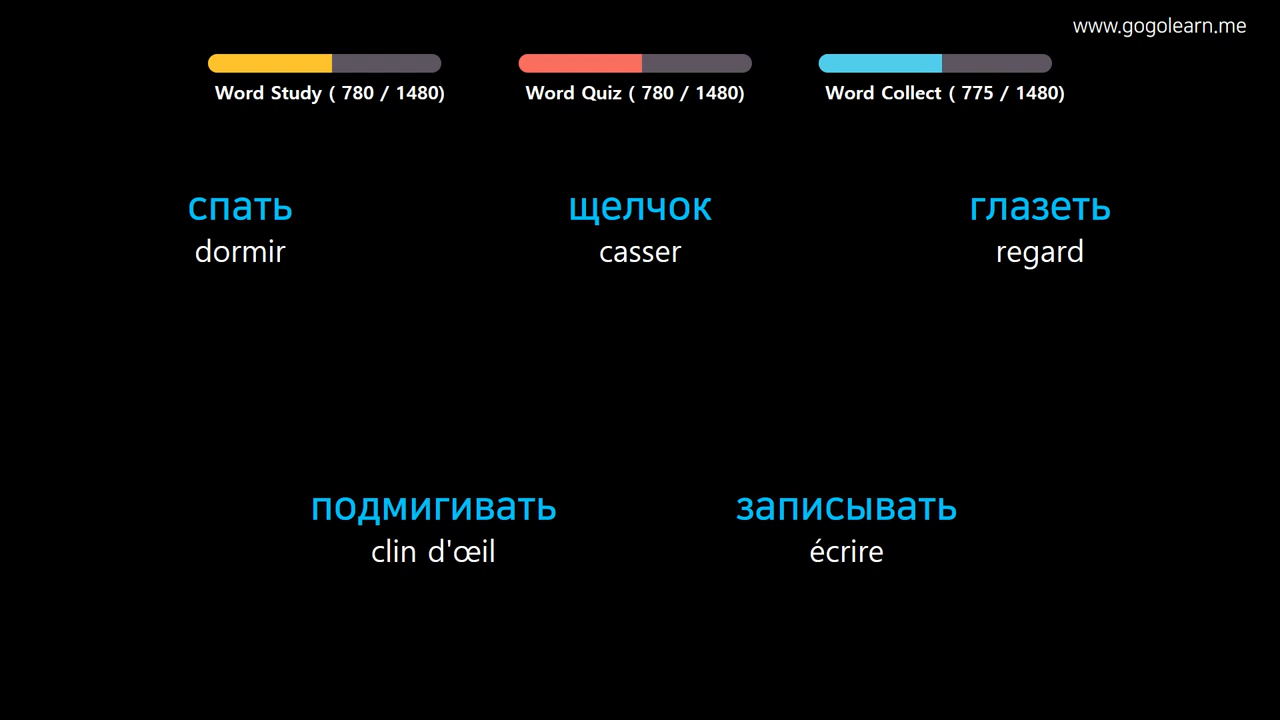 www.gogolearn.me
Word Study ( 780 / 1480)
Word Quiz ( 780 / 1480)
Word Collect ( 775 / 1480)
спать
dormir
щелчок
casser
глазеть
regard
подмигивать
clin d'œil
записывать
écrire